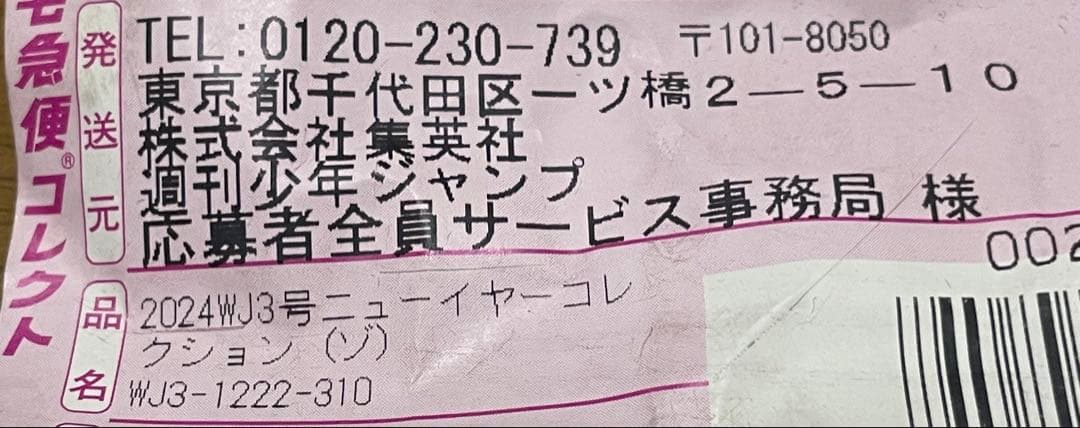 宅急便®コレクト
発送元
TEL:0120-230-739 〒101-8050
東京都千代田区一ツ橋2-5-10
株式会社集英社
週刊少年ジャンプ
応募者全員サービス事務局 様
002
品名
2024WJ3号ニューイヤーコレ
クション(ゾ)
WJ3-1222-310